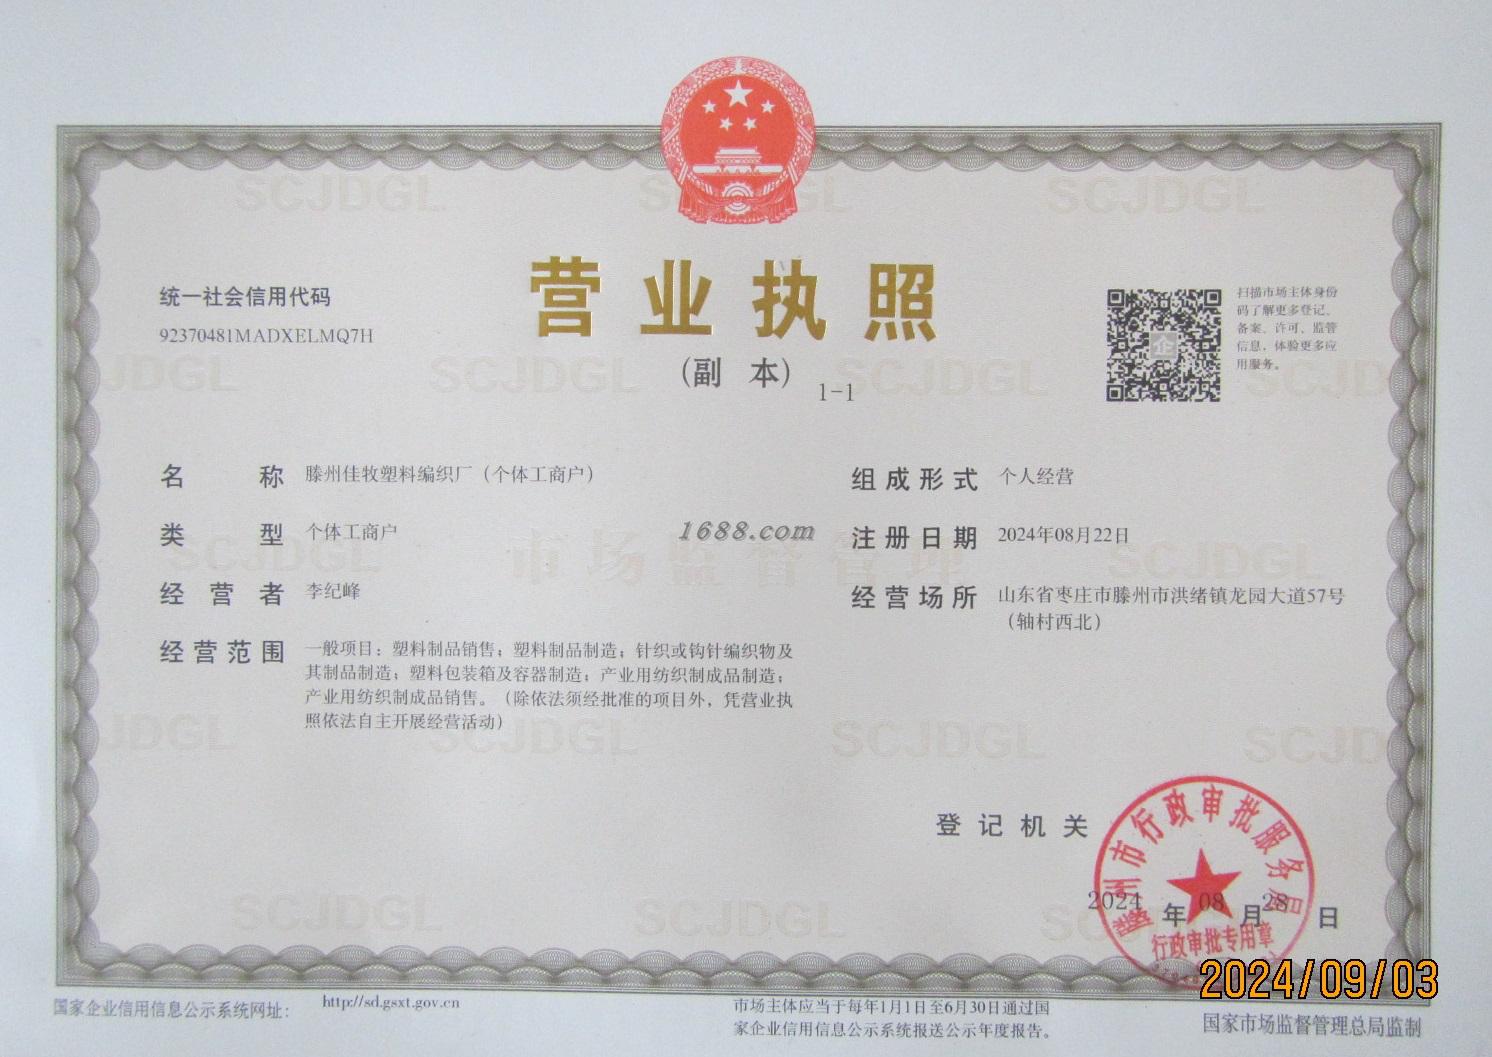 统一社会信用代码
92370481MADXELMQ7H
营业执照
(副 本)
1-1
扫描市场主体身份
码了解更多登记、
备案、许可、监管
信息，体验更多应
用服务。
名称 滕州佳牧塑料编织厂（个体工商户）
类型 个体工商户
经营者 李纪峰
经营范围 一般项目：塑料制品销售；塑料制品制造；针织或钩针编织物及
其制品制造；塑料包装箱及容器制造；产业用纺织制成品制造；
产业用纺织制成品销售。（除依法须经批准的项目外，凭营业执
照依法自主开展经营活动）
1688.com
组成形式 个人经营
注册日期 2024年08月22日
经营场所 山东省枣庄市滕州市洪绪镇龙园大道57号
（轴村西北）
市场监督管理
SCJDGL
登记机关
滕州市行政审批服务局
行政审批专用章
2024 年 08 月 28 日
2024/09/03
国家企业信用信息公示系统网址： http://sd.gsxt.gov.cn
市场主体应当于每年1月1日至6月30日通过国
家企业信用信息公示系统报送公示年度报告。
国家市场监督管理总局监制